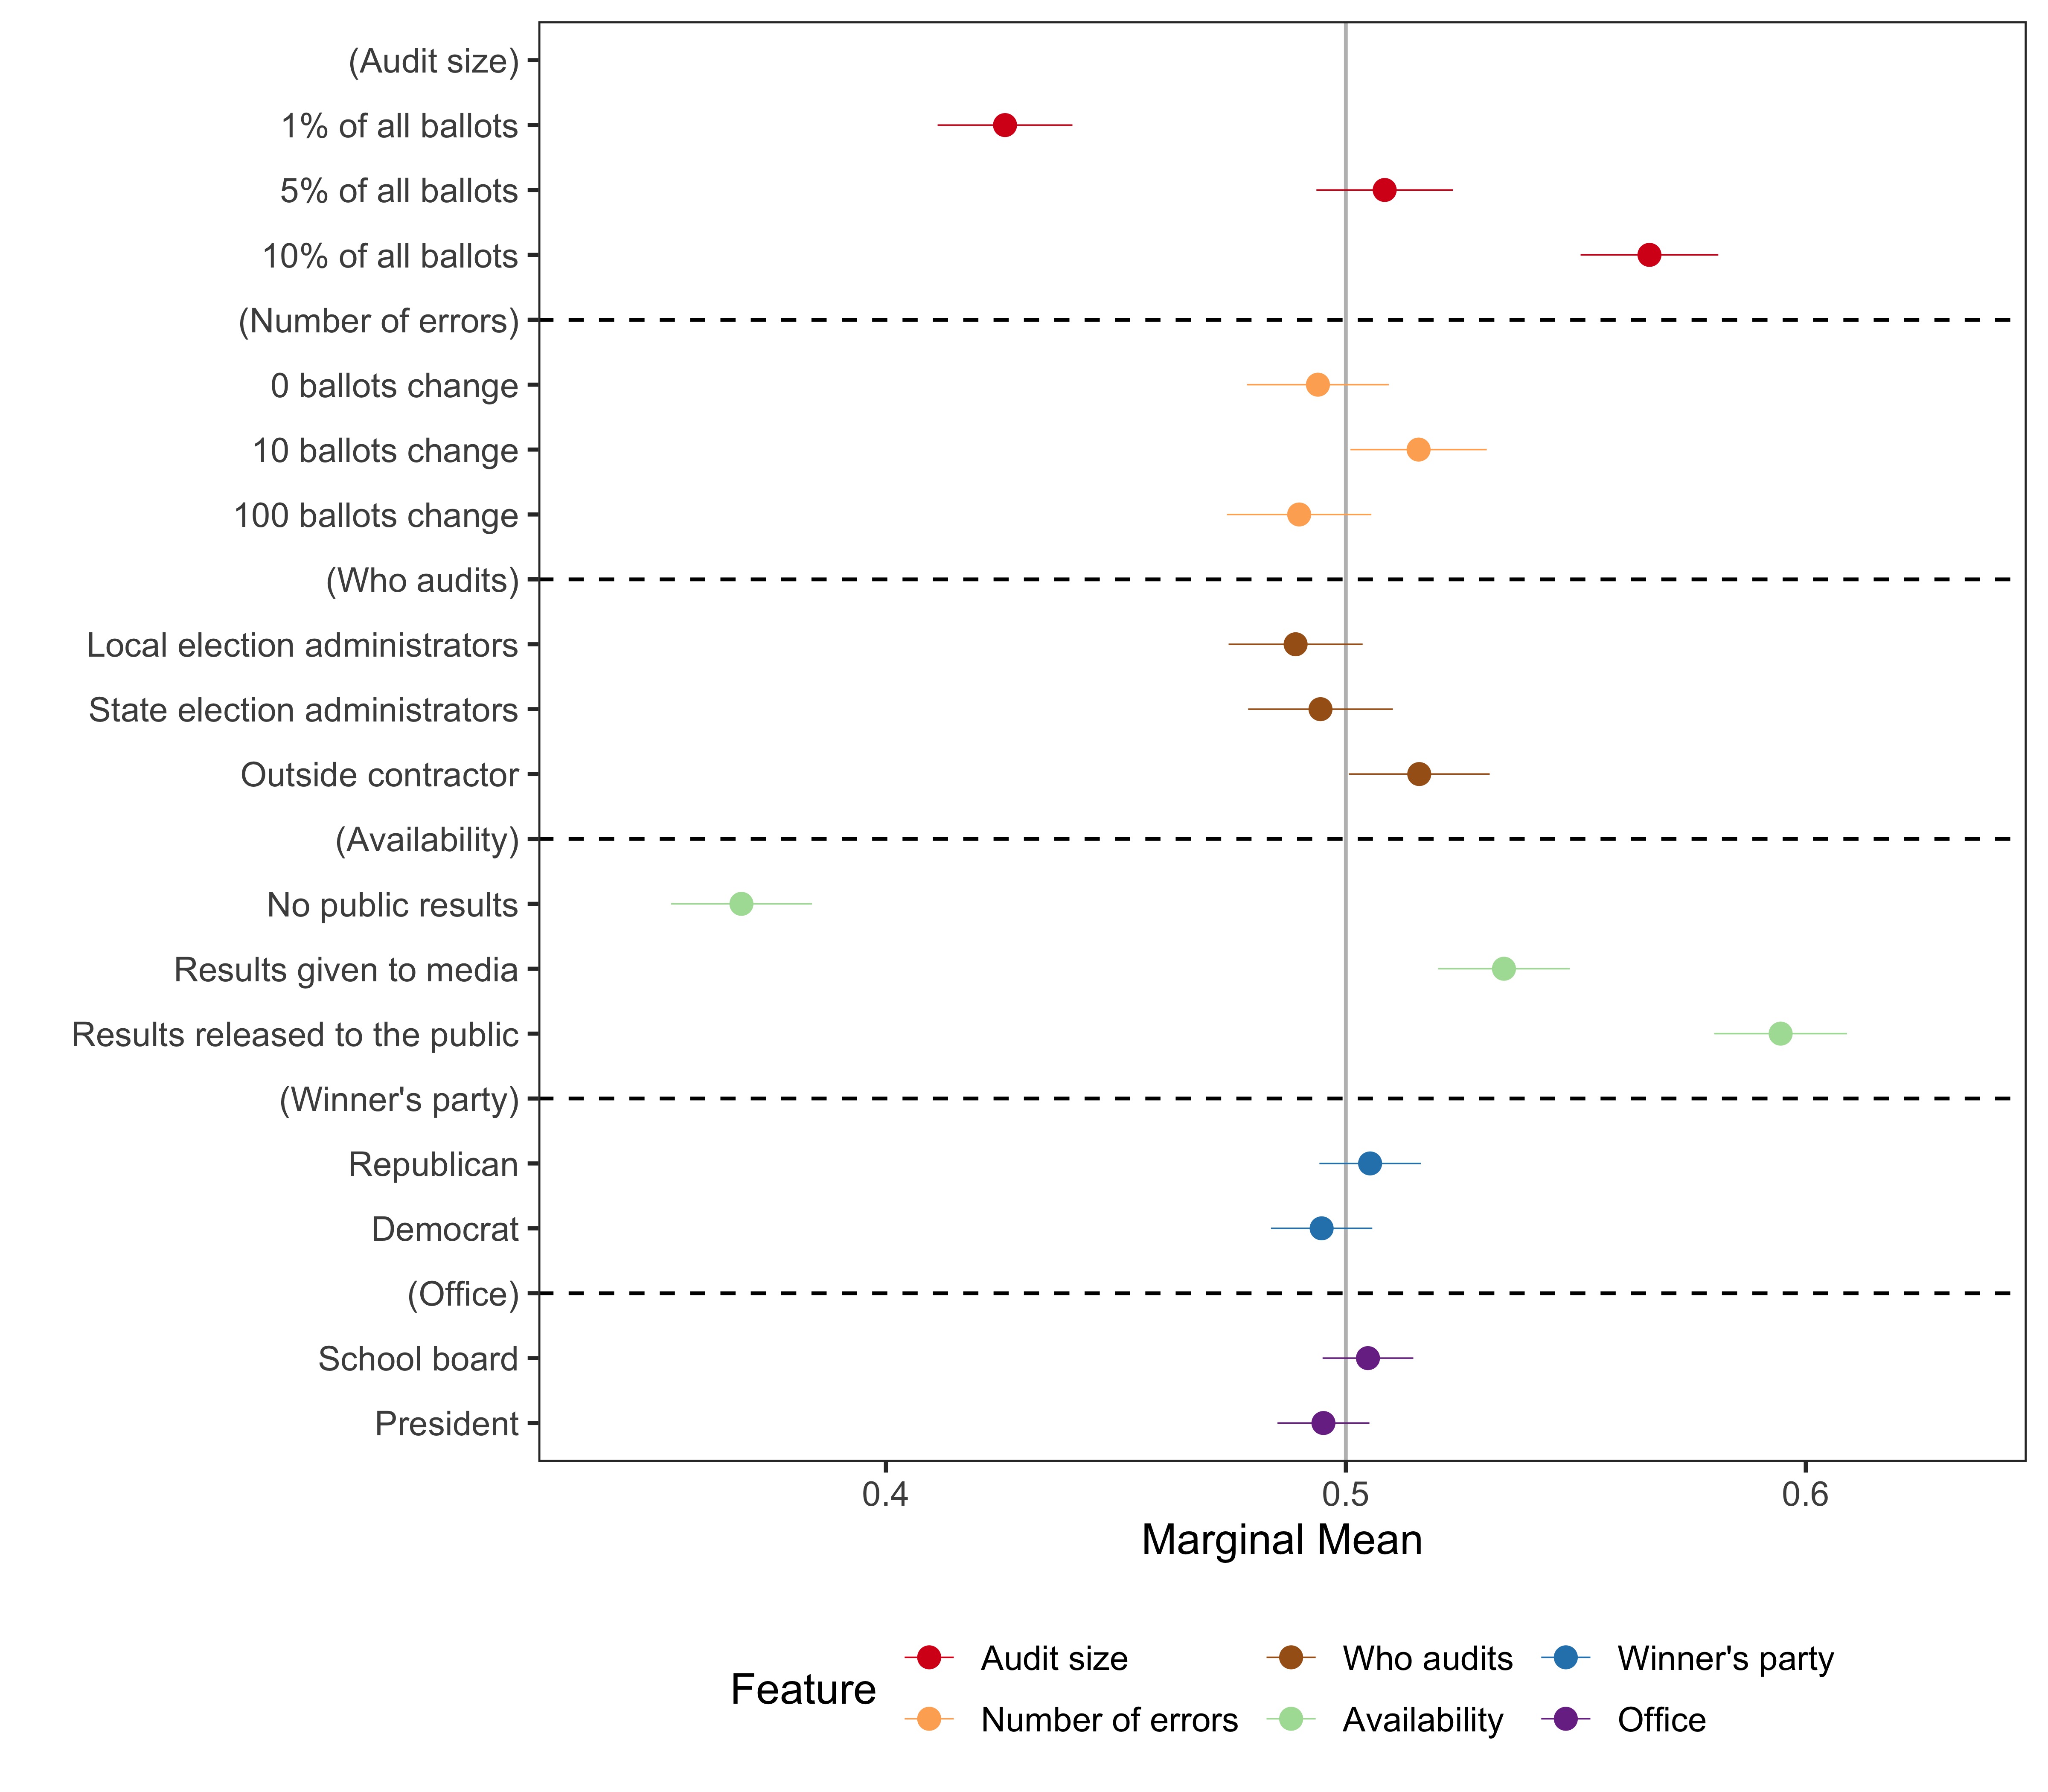 (Audit size)
1% of all ballots
5% of all ballots
10% of all ballots
(Number of errors)
0 ballots change
10 ballots change
100 ballots change
(Who audits)
Local election administrators
State election administrators
Outside contractor
(Availability)
No public results
Results given to media
Results released to the public
(Winner's party)
Republican
Democrat
(Office)
School board
President
0.4 0.5 0.6
Marginal Mean
Feature
Audit size Who audits Winner's party
Number of errors Availability Office